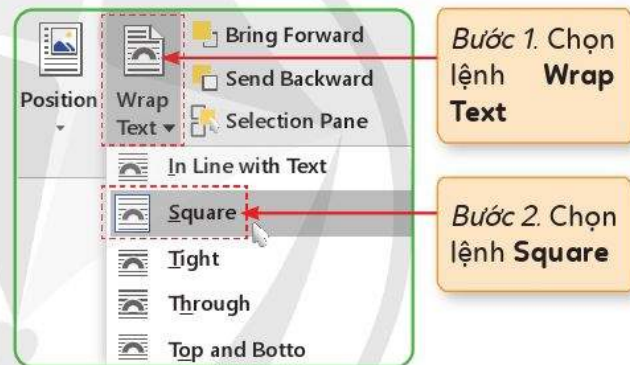 Position
Wrap
Text
Bring Forward
Send Backward
Selection Pane
In Line with Text
Square
Tight
Through
Top and Botto
Bước 1. Chọn
lệnh Wrap
Text
Bước 2. Chọn
lệnh Square